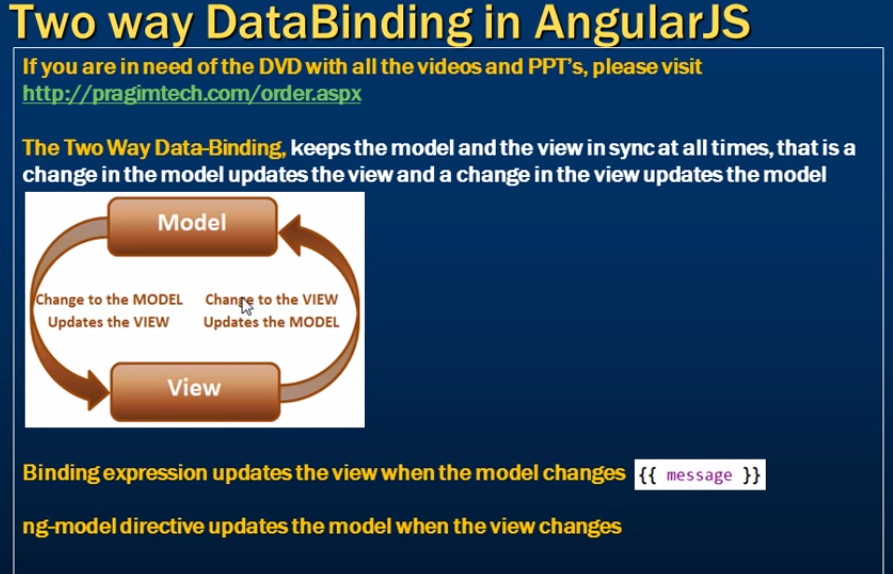 Two way DataBinding in AngularJS
If you are in need of the DVD with all the videos and PPT's, please visit
http://pragimtech.com/order.aspx
The Two Way Data-Binding, keeps the model and the view in sync at all times, that is a
change in the model updates the view and a change in the view updates the model
Model
Change to the MODEL
Updates the VIEW
Change to the VIEW
Updates the MODEL
View
Binding expression updates the view when the model changes {{ message }}
ng-model directive updates the model when the view changes